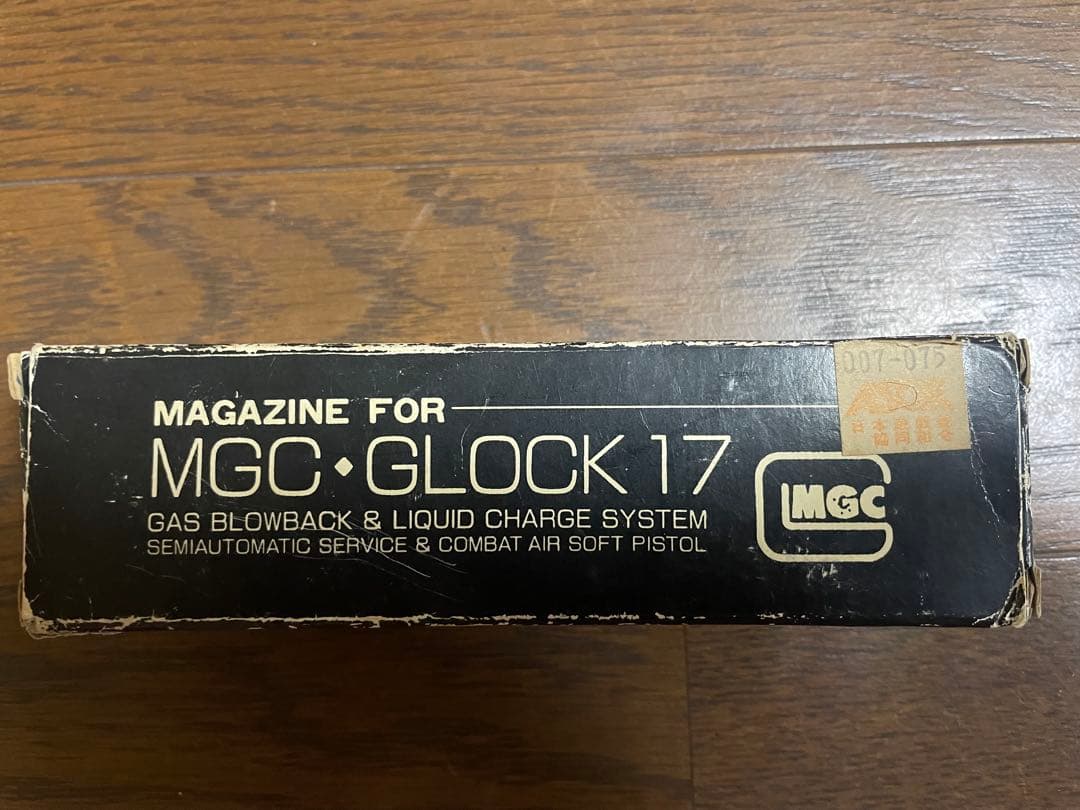 007-075
MAGAZINE FOR
MGC・GLOCK 17
GAS BLOWBACK & LIQUID CHARGE SYSTEM
SEMIAUTOMATIC SERVICE & COMBAT AIR SOFT PISTOL
MGC